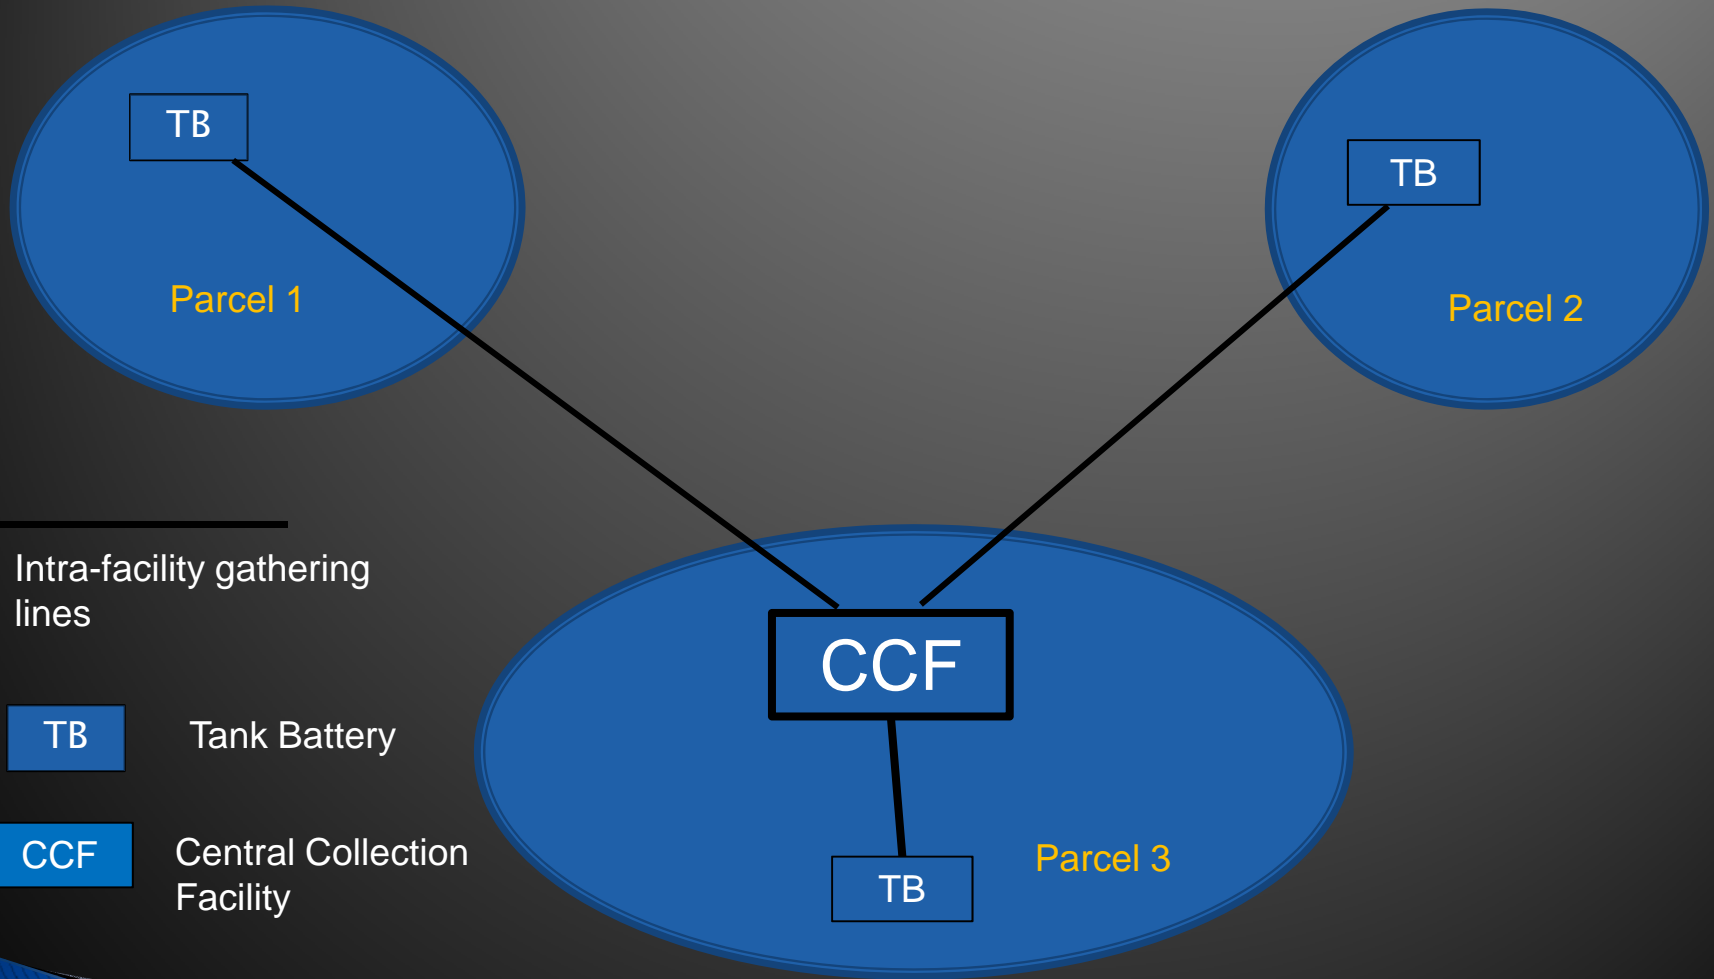 TB
TB
Parcel 1
Parcel 2
Intra-facility gathering
lines
CCF
TB
Tank Battery
CCF
Central Collection
Facility
Parcel 3
TB